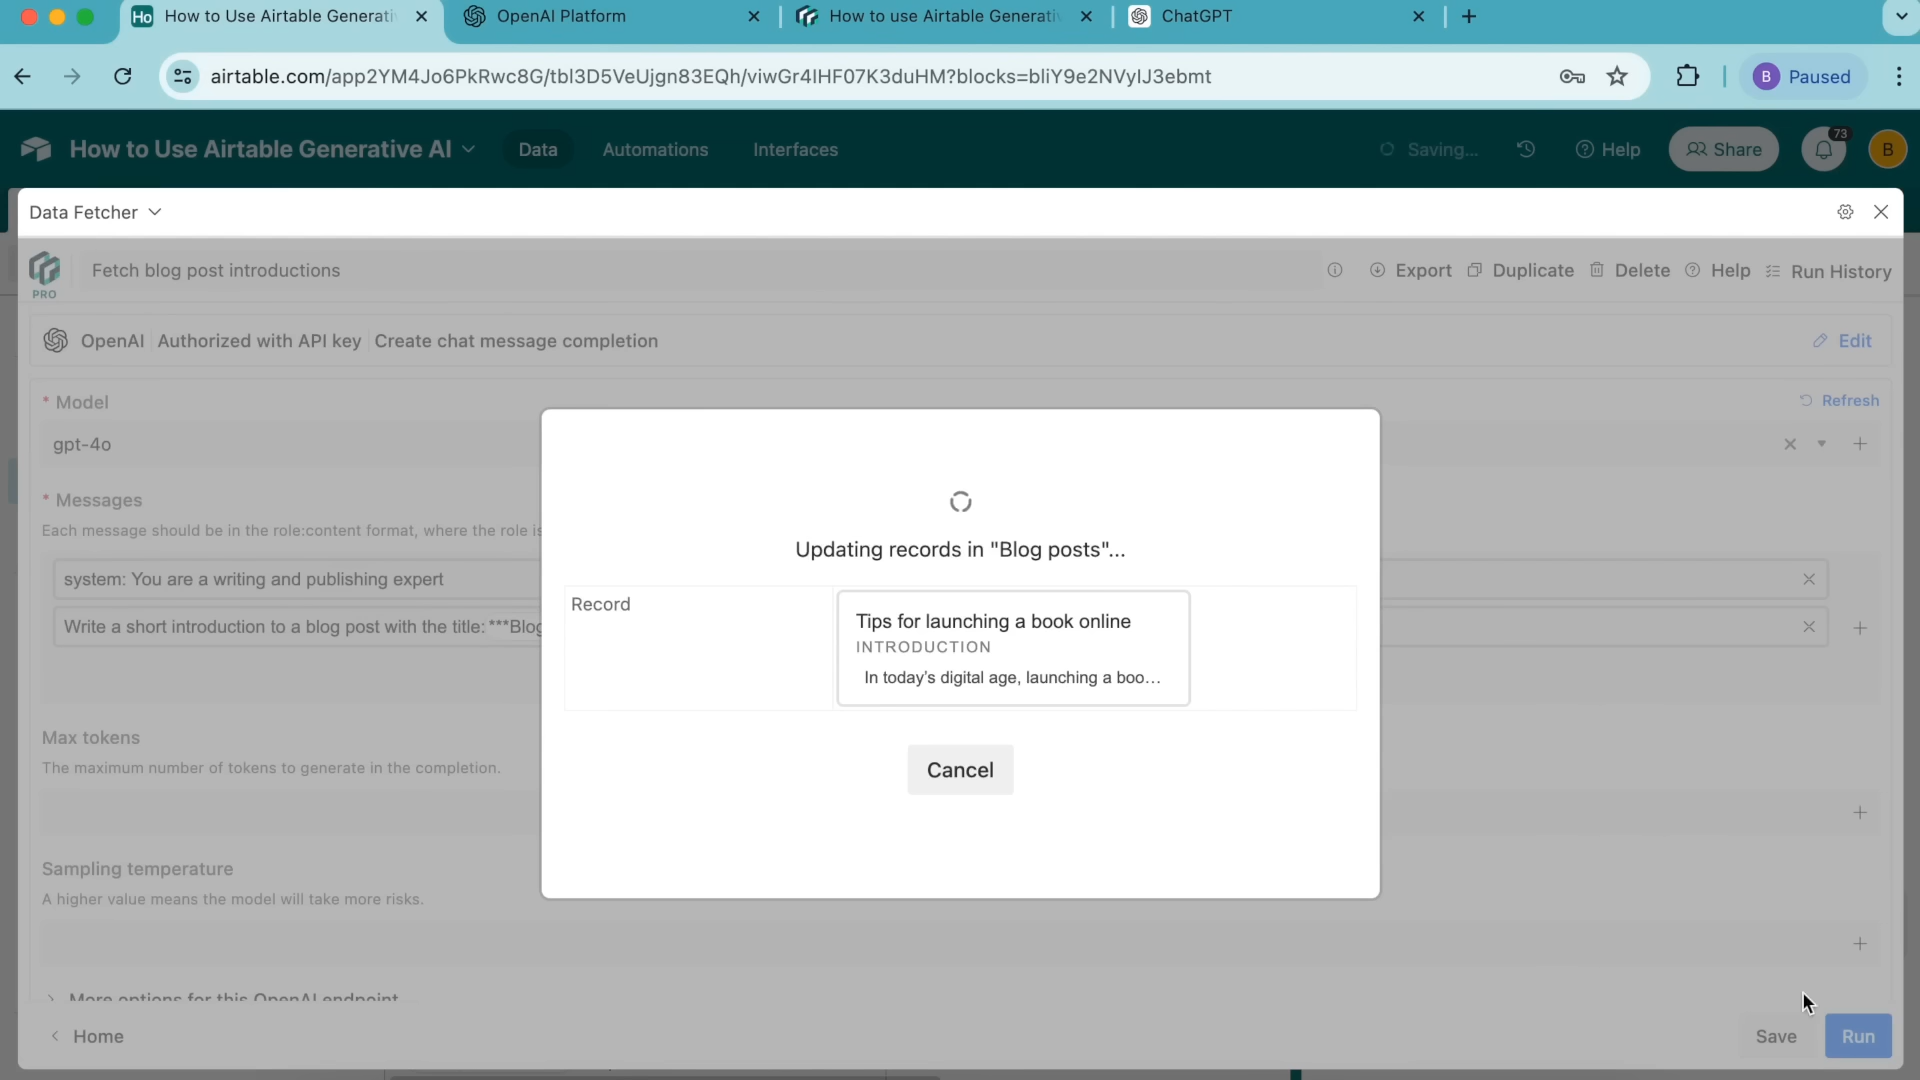 Ho How to Use Airtable Generati
OpenAI Platform
How to use Airtable Generati
ChatGPT
airtable.com/app2YM4Jo6PkRwc8G/tbl3D5VeUjgn83EQh/viwGr4lHF07K3duHM?blocks=bliY9e2NVyIJ3ebmt
B Paused
How to Use Airtable Generative AI
Data
Automations
Interfaces
Saving...
Help
Share
73
B
Data Fetcher
PRO
Fetch blog post introductions
Export
Duplicate
Delete
Help
Run History
OpenAI Authorized with API key Create chat message completion
Edit
* Model
Refresh
gpt-4o
* Messages
Each message should be in the role:content format, where the role is
system: You are a writing and publishing expert
Write a short introduction to a blog post with the title: ***Blog
Updating records in "Blog posts"...
Record
Tips for launching a book online
INTRODUCTION
In today's digital age, launching a boo...
Cancel
Max tokens
The maximum number of tokens to generate in the completion.
Sampling temperature
A higher value means the model will take more risks.
More options for this OpenAI endpoint
Home
Save
Run